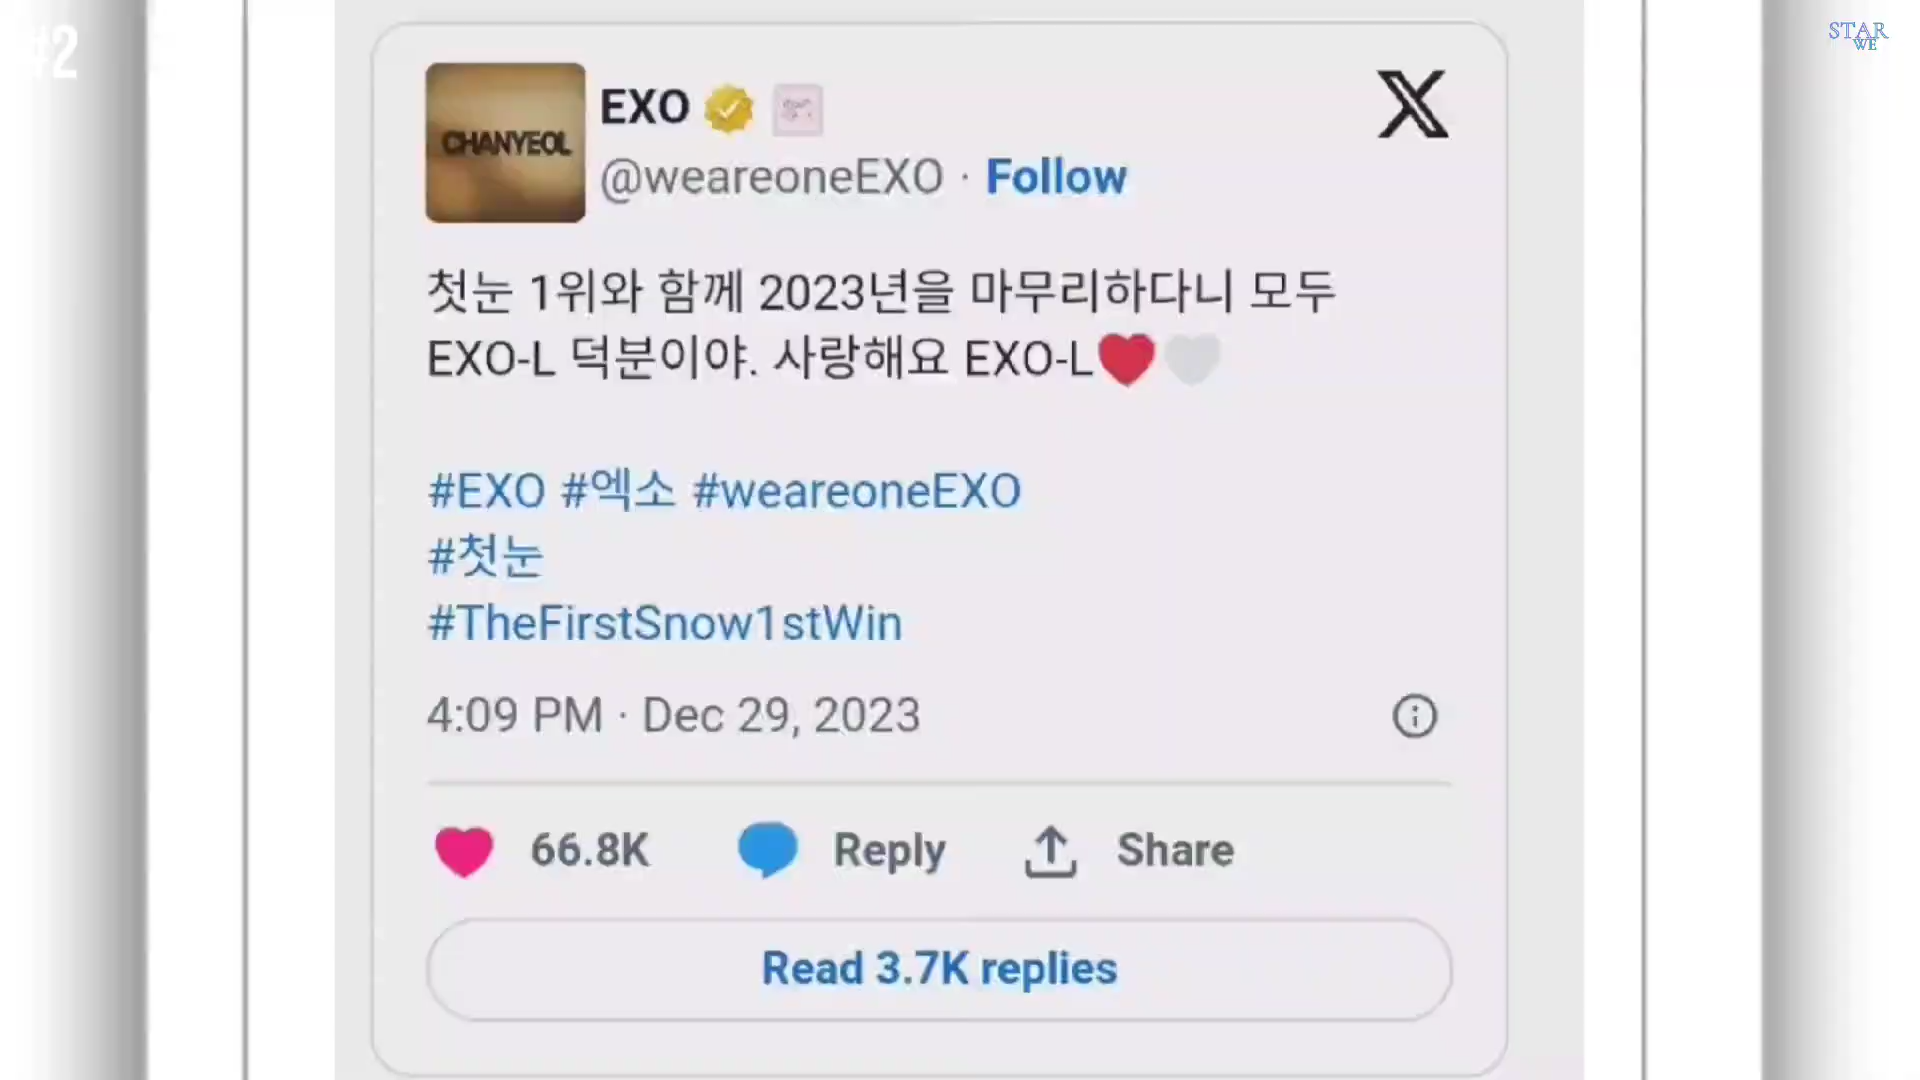 #2
STAR
WE
CHANYEOL
EXO
@weareoneEXO · Follow
첫눈 1위와 함께 2023년을 마무리하다니 모두
EXO-L 덕분이야. 사랑해요 EXO-L❤️🤍
#EXO #엑소 #weareoneEXO
#첫눈
#TheFirstSnow1stWin
4:09 PM · Dec 29, 2023
66.8K Reply Share
Read 3.7K replies